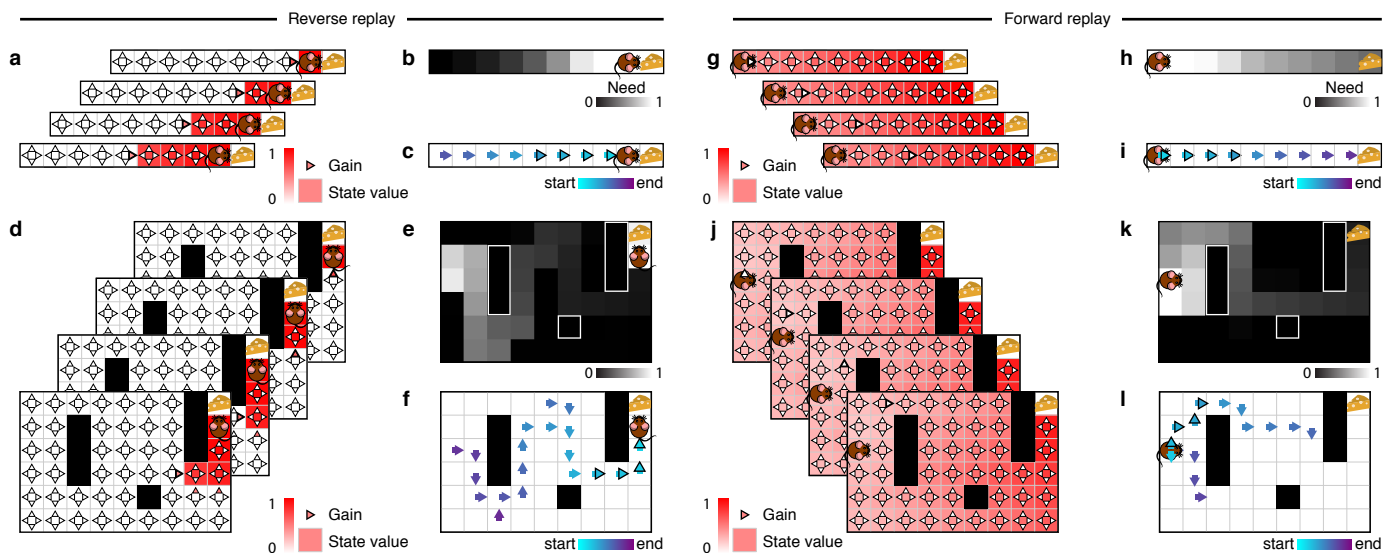 Reverse replay
Forward replay
a
b
Need
0 1
c
start end
1
0
Gain
State value
d
e
0 1
f
start end
1
0
Gain
State value
g
h
Need
0 1
i
start end
1
0
Gain
State value
j
k
0 1
l
start end
1
0
Gain
State value